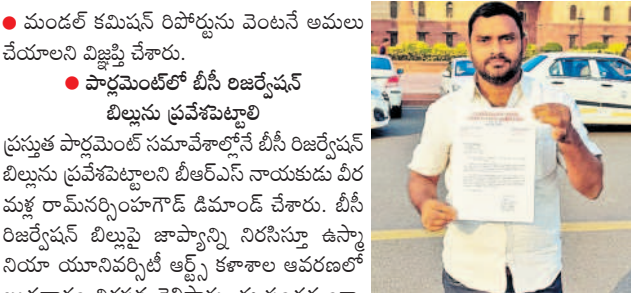 ● మండల్ కమిషన్ రిపోర్టును వెంటనే అమలు
చేయాలని విజ్ఞప్తి చేశారు.
● పార్లమెంట్‌లో బీసీ రిజర్వేషన్
బిల్లును ప్రవేశపెట్టాలి
ప్రస్తుత పార్లమెంట్ సమావేశాల్లోనే బీసీ రిజర్వేషన్
బిల్లును ప్రవేశపెట్టాలని బీఆర్ఎస్ నాయకుడు వీర
మళ్ల రామ్‌నర్సింహగౌడ్ డిమాండ్ చేశారు. బీసీ
రిజర్వేషన్ బిల్లుపై జాప్యాన్ని నిరసిస్తూ ఉస్మా
నియా యూనివర్సిటీ ఆర్ట్స్ కళాశాల ఆవరణలో